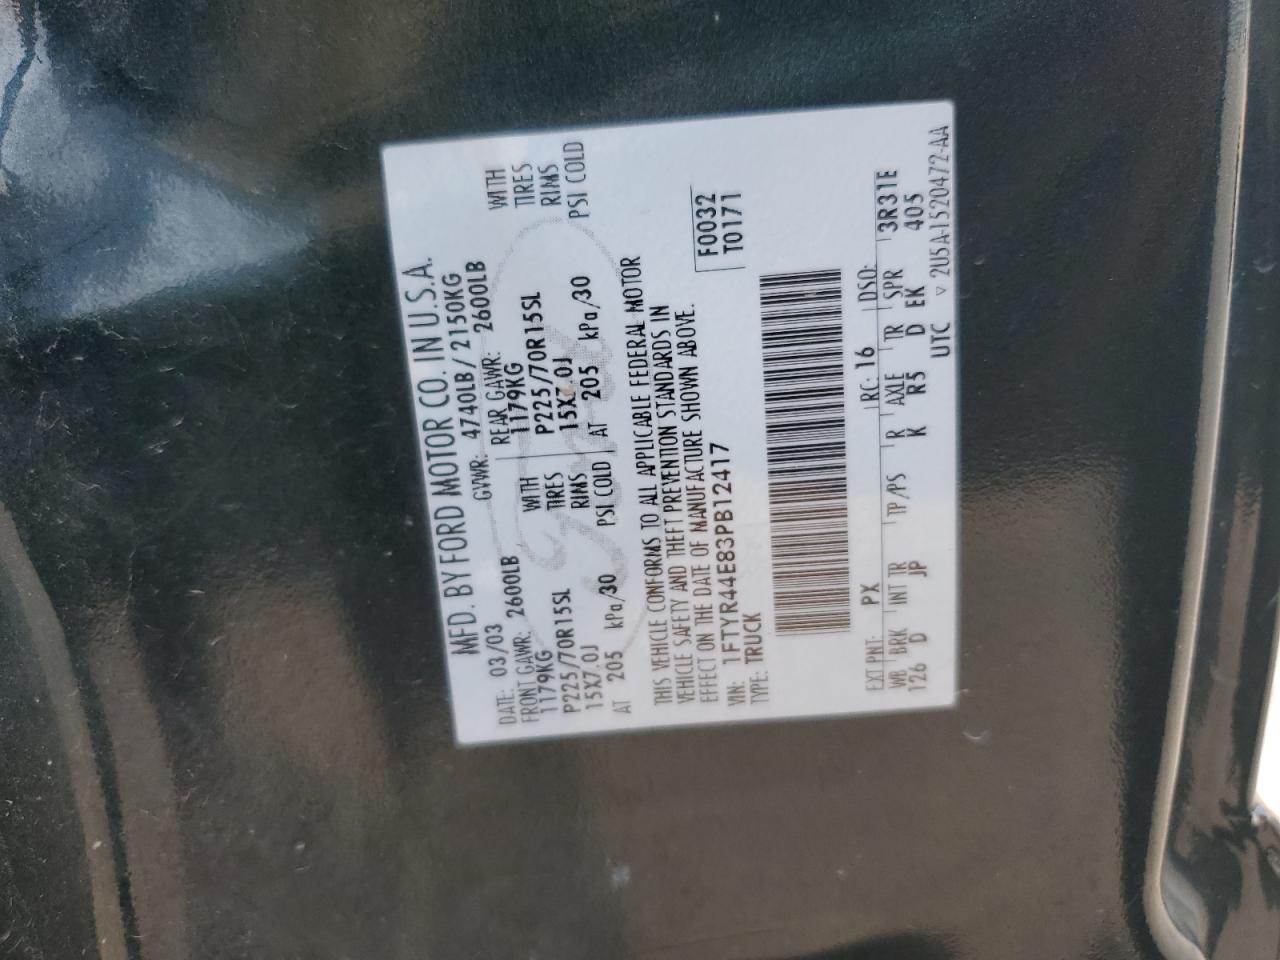 MFD. BY FORD MOTOR CO. IN U.S.A.
DATE: 03/03 GVWR: 4740LB / 2150KG
FRONT GAWR: 2600LB REAR GAWR: 2600LB
1179KG WITH 1179KG WITH
P225/70R15SL TIRES P225/70R15SL TIRES
15X7.0J RIMS 15X7.0J RIMS
AT 205 kPa/30 PSI COLD AT 205 kPa/30 PSI COLD
THIS VEHICLE CONFORMS TO ALL APPLICABLE FEDERAL MOTOR
VEHICLE SAFETY AND THEFT PREVENTION STANDARDS IN
EFFECT ON THE DATE OF MANUFACTURE SHOWN ABOVE.
VIN: 1FTYR44E83PB12417 F0032
TYPE: TRUCK T0171
EXT PNT: PX RC: 16 DSO: 3R31E
WB BRK INT TR TP/PS R AXLE TR SPR 405
126 D JP K R5 D EK
UTC ▽ 2U5A-1520472-AA